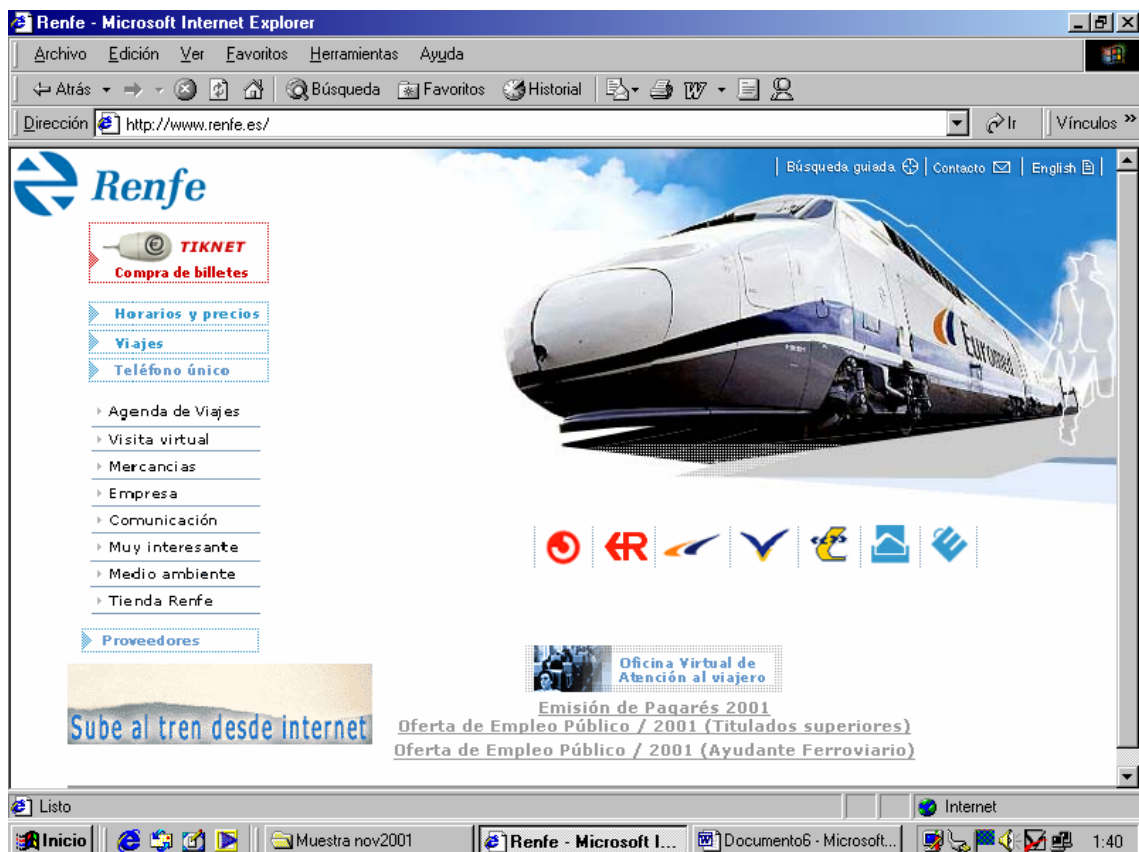 Renfe - Microsoft Internet Explorer
Archivo Edición Ver Favoritos Herramientas Ayuda
Atrás Búsqueda Favoritos Historial
Dirección http://www.renfe.es/ Ir Vínculos »
Búsqueda guiada | Contacto | English
Renfe
TIKNET
Compra de billetes
Horarios y precios
Viajes
Teléfono único
Euromed
Agenda de Viajes
Visita virtual
Mercancias
Empresa
Comunicación
Muy interesante
Medio ambiente
Tienda Renfe
Proveedores
Sube al tren desde internet
Oficina Virtual de
Atención al viajero
Emisión de Pagarés 2001
Oferta de Empleo Público / 2001 (Titulados superiores)
Oferta de Empleo Público / 2001 (Ayudante Ferroviario)
Listo Internet
Inicio Muestra nov2001 Renfe - Microsoft I... Documento6 - Microsoft... 1:40